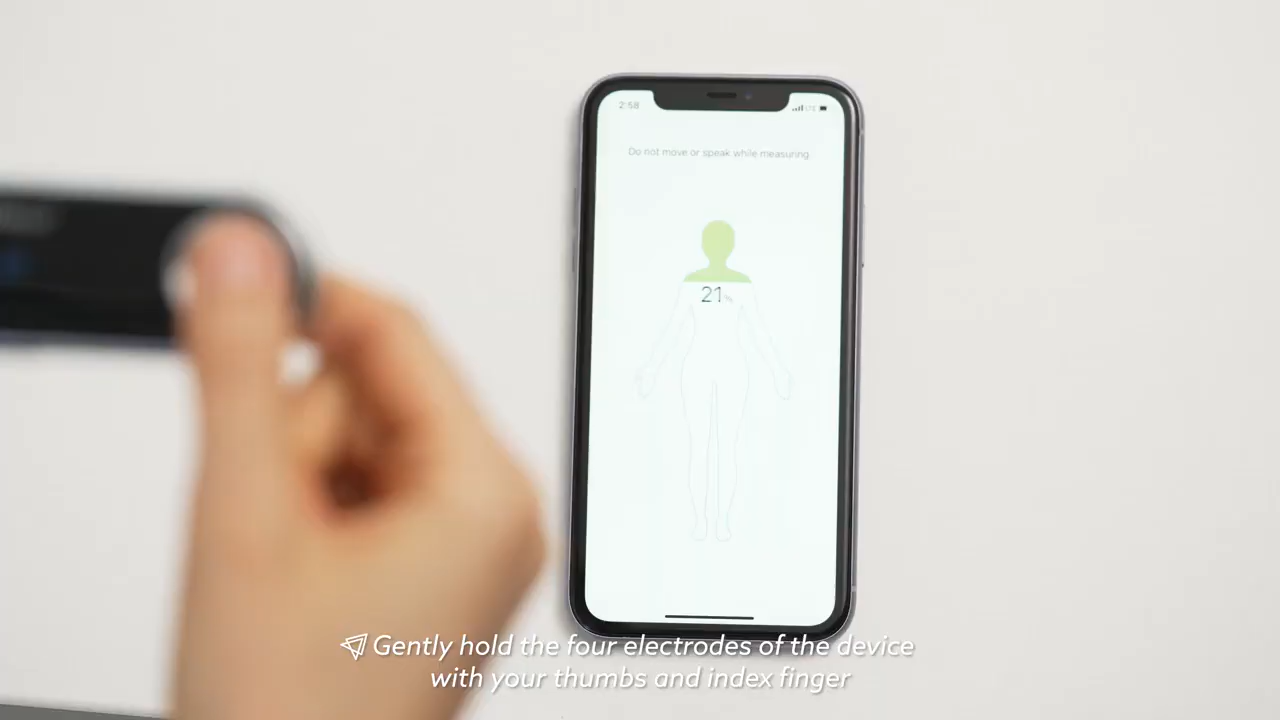 2:58
LTE
Do not move or speak while measuring
21%
Gently hold the four electrodes of the device
with your thumbs and index finger